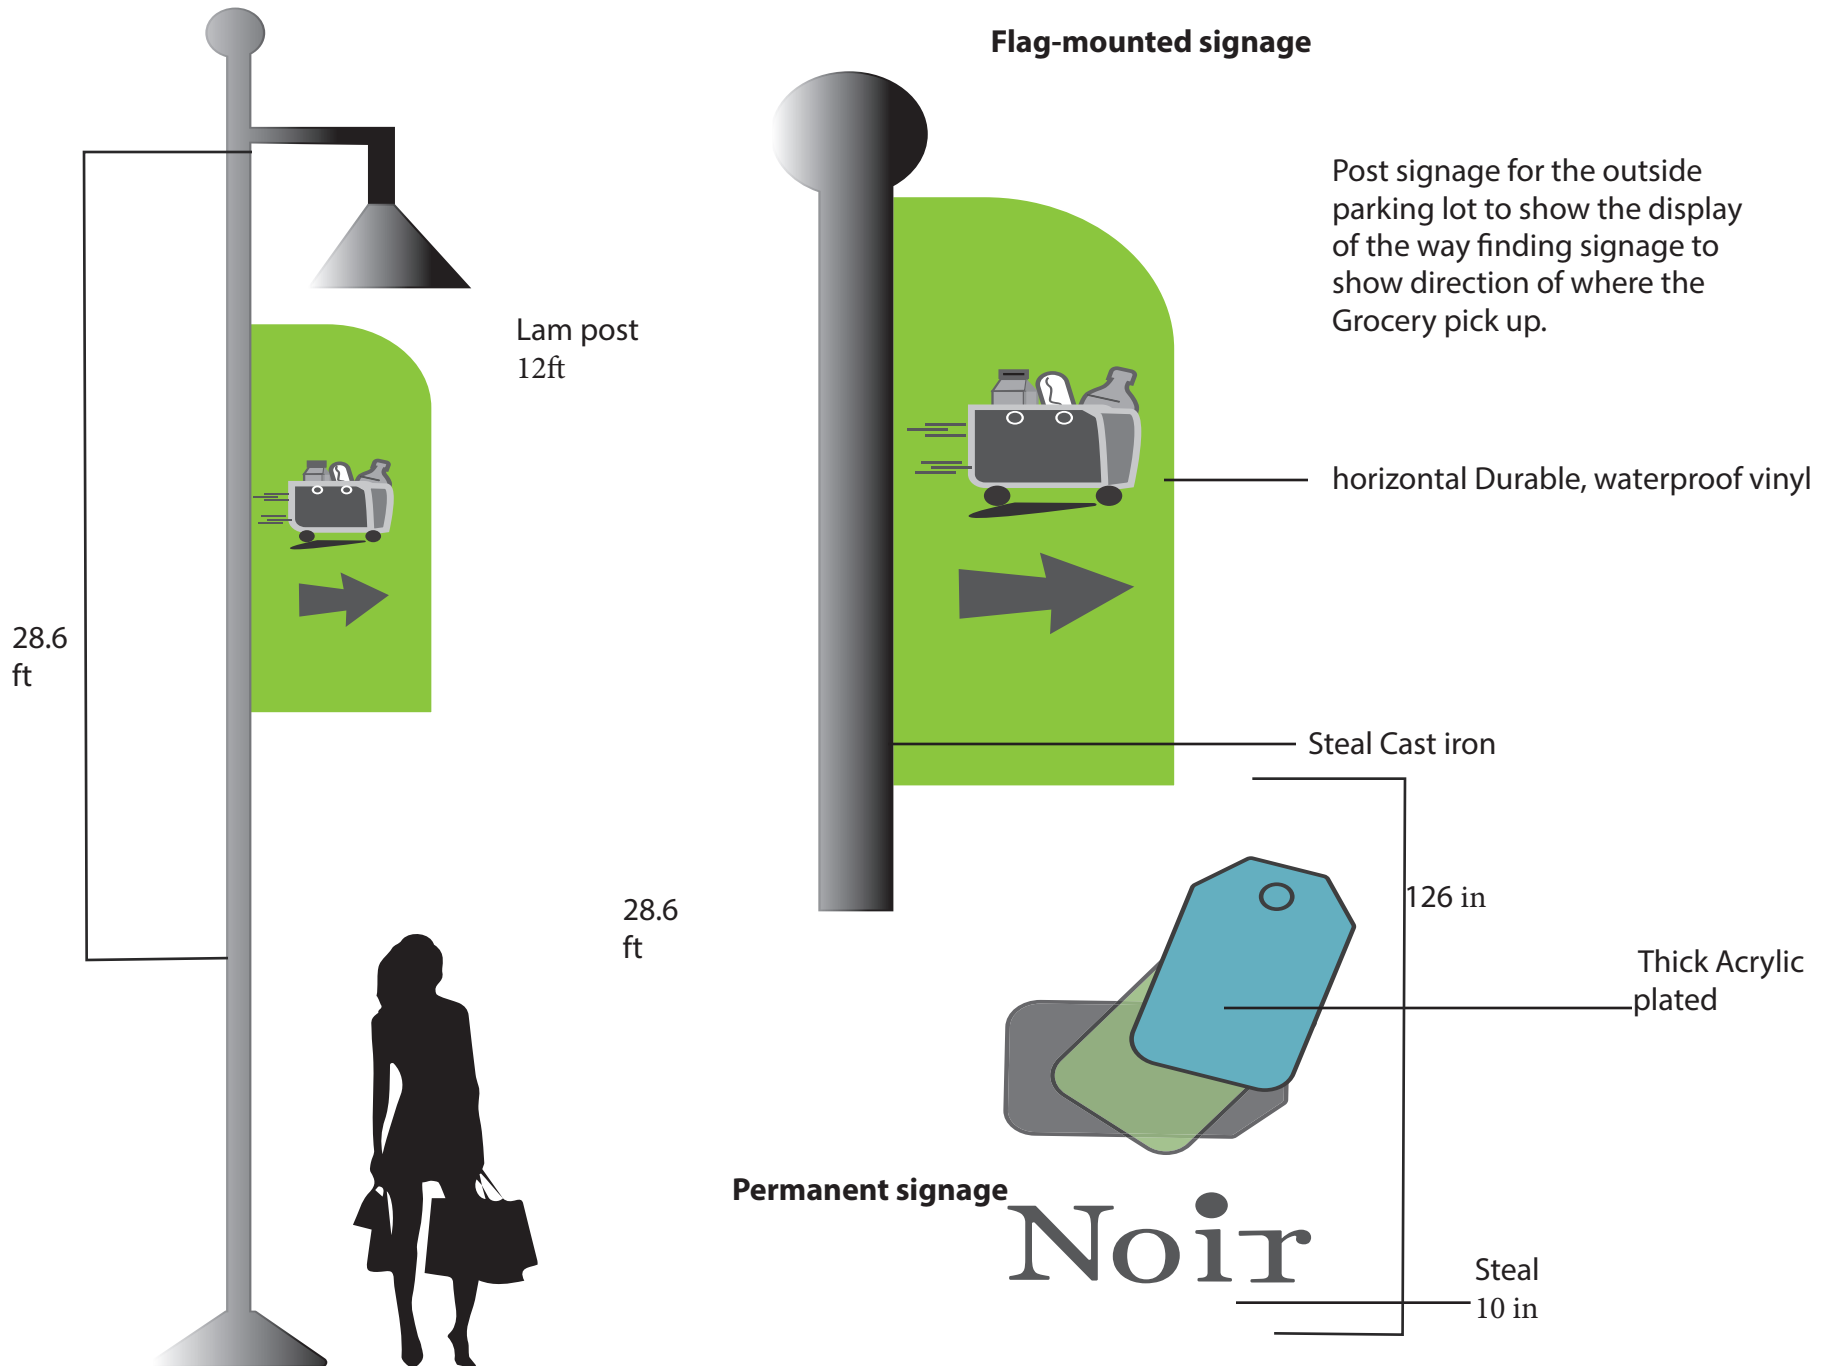 Flag-mounted signage
Post signage for the outside
parking lot to show the display
of the way finding signage to
show direction of where the
Grocery pick up.
Lam post
12ft
horizontal Durable, waterproof vinyl
28.6
ft
Steal Cast iron
28.6
ft
126 in
Thick Acrylic
plated
Permanent signage
Noir
Steal
10 in